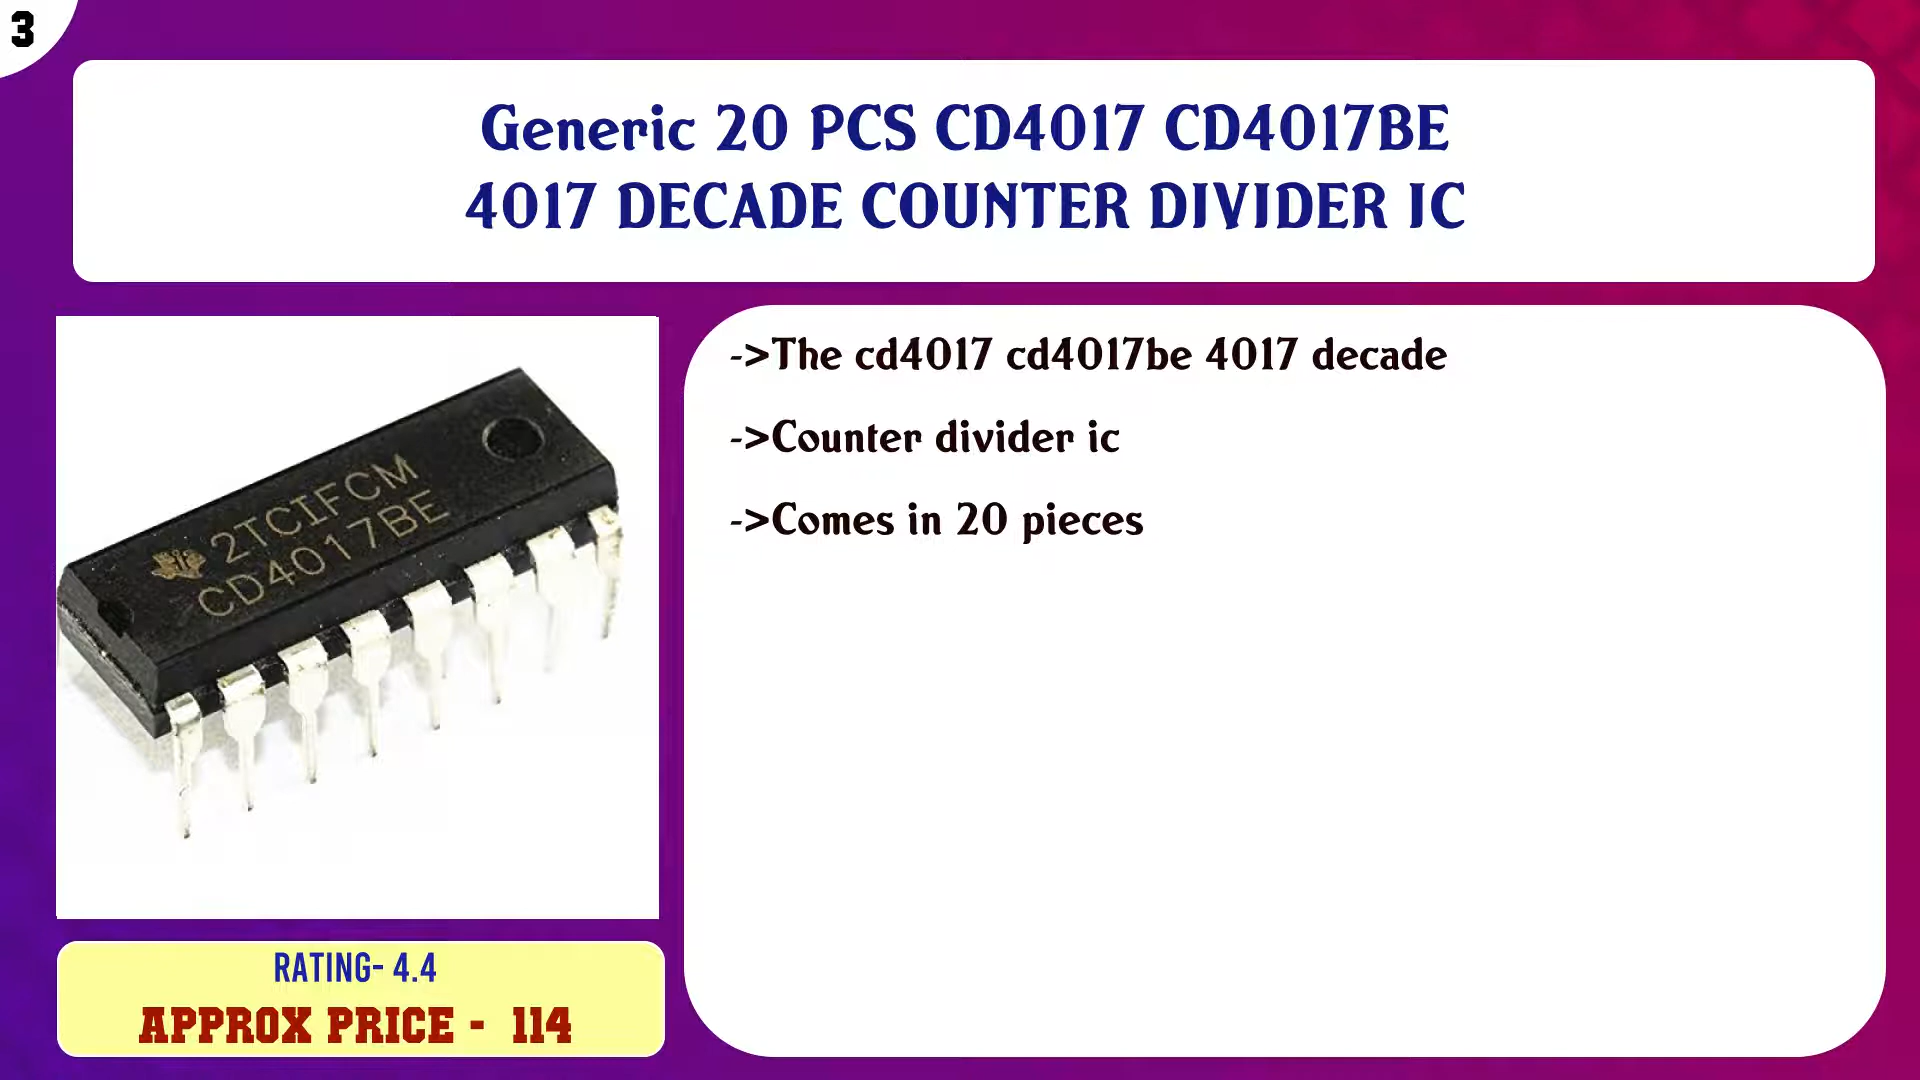 3
Generic 20 PCS CD4017 CD4017BE
4017 DECADE COUNTER DIVIDER IC
->The cd4017 cd4017be 4017 decade
->Counter divider ic
->Comes in 20 pieces
2TCIFCM
CD4017BE
RATING- 4.4
APPROX PRICE - 114